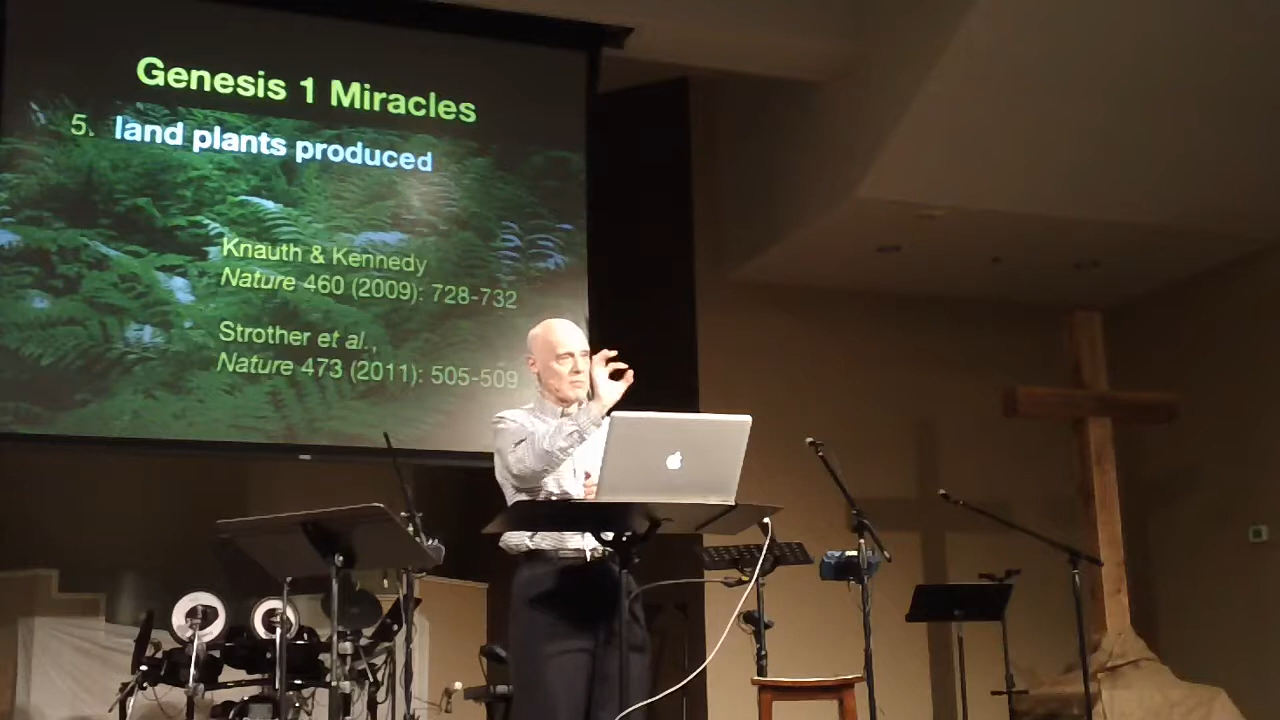 Genesis 1 Miracles
5. land plants produced
Knauth & Kennedy
Nature 460 (2009): 728-732
Strother et al.,
Nature 473 (2011): 505-509